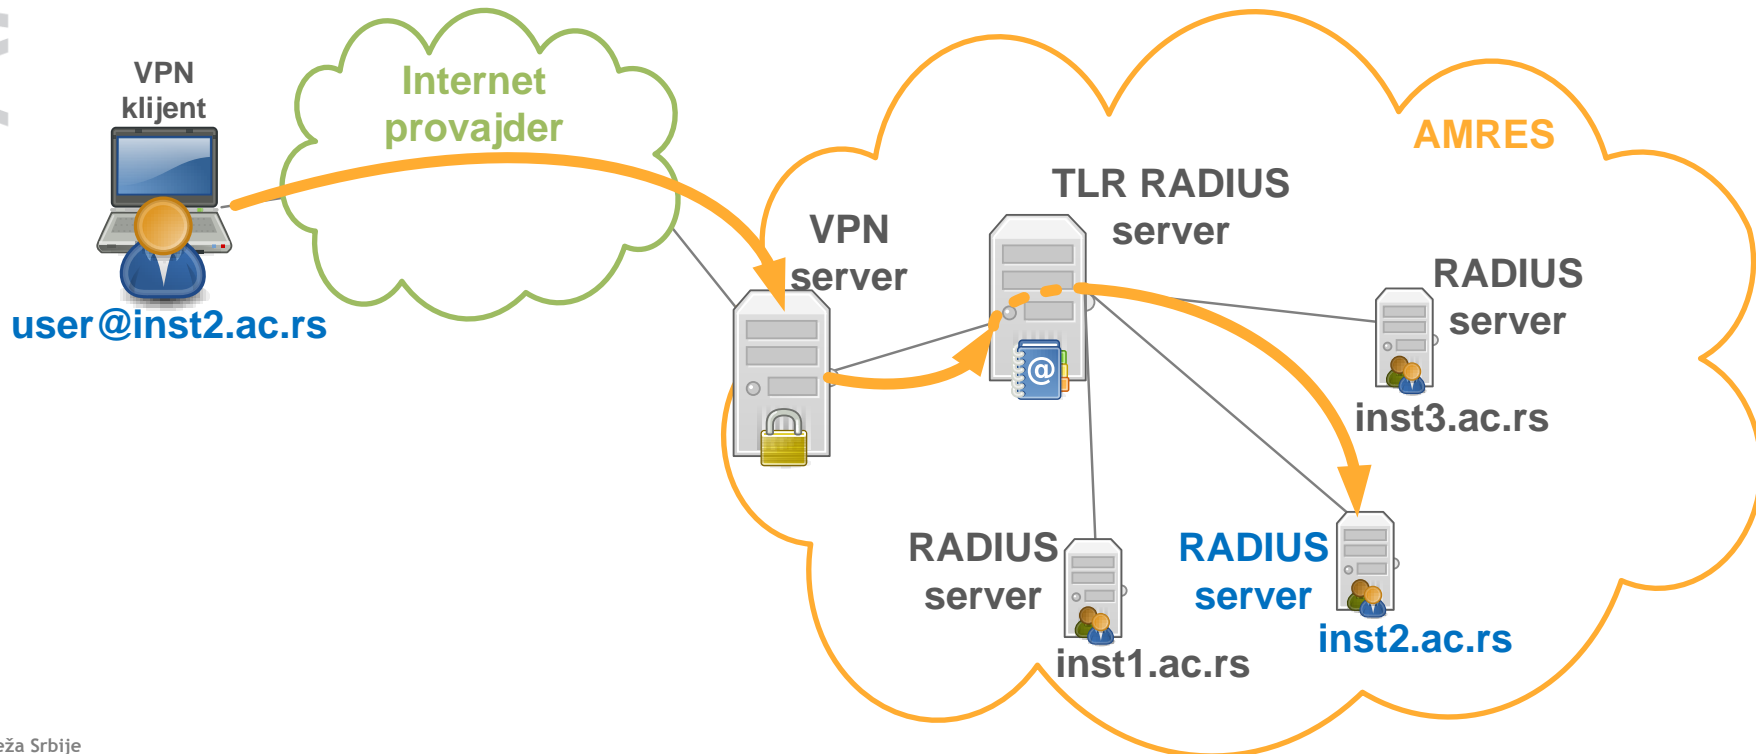 VPN
klijent
Internet
provajder
AMRES
TLR RADIUS
server
VPN
server
RADIUS
server
user@inst2.ac.rs
@
inst3.ac.rs
RADIUS
server
RADIUS
server
inst2.ac.rs
inst1.ac.rs
Srbije